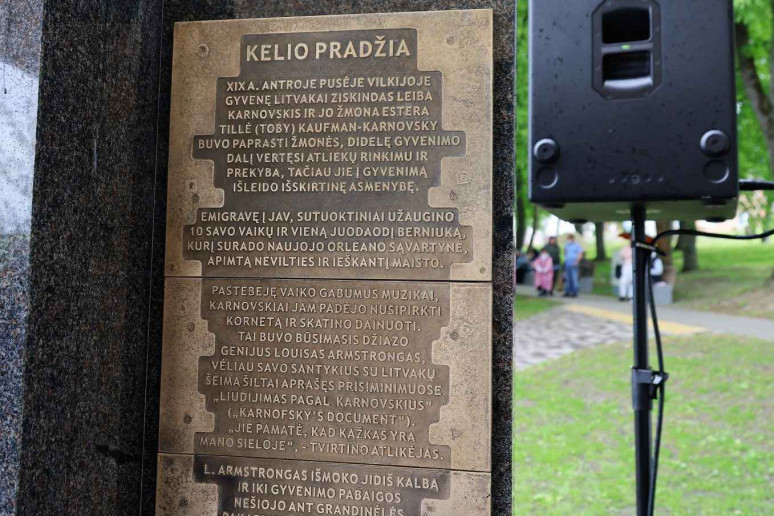 KELIO PRADŽIA
XIX A. ANTROJE PUSĖJE VILKIJOJE
GYVENĘ LITVAKAI ZISKINDAS LEIBA
KARNOVSKIS IR JO ŽMONA ESTERA
TILLĖ (TOBY) KAUFMAN-KARNOVSKY
BUVO PAPRASTI ŽMONĖS, DIDELĘ GYVENIMO
DALĮ VERTĘSI ATLIEKŲ RINKIMU IR
PREKYBA, TAČIAU JIE Į GYVENIMĄ
IŠLEIDO IŠSKIRTINĘ ASMENYBĘ.
EMIGRAVĘ Į JAV, SUTUOKTINIAI UŽAUGINO
10 SAVO VAIKŲ IR VIENĄ JUODAODĮ BERNIUKĄ,
KURĮ SURADO NAUJOJO ORLEANO SĄVARTYNE,
APIMTĄ NEVILTIES IR IEŠKANTĮ MAISTO.
PASTEBĖJĘ VAIKO GABUMUS MUZIKAI,
KARNOVSKIAI JAM PADĖJO NUSIPIRKTI
KORNETĄ IR SKATINO DAINUOTI.
TAI BUVO BŪSIMASIS DŽIAZO
GENIJUS LOUISAS ARMSTRONGAS,
VĖLIAU SAVO SANTYKIUS SU LITVAKŲ
ŠEIMA ŠILTAI APRAŠĘS PRISIMINIMUOSE
„LIUDIJIMAS PAGAL KARNOVSKIUS"
(„KARNOFSKY'S DOCUMENT").
„JIE PAMATĖ, KAD KAŽKAS YRA
MANO SIELOJE", - TVIRTINO ATLIKĖJAS.
L. ARMSTRONGAS IŠMOKO JIDIŠ KALBĄ
IR IKI GYVENIMO PABAIGOS
NEŠIOJO ANT GRANDINĖLĖS